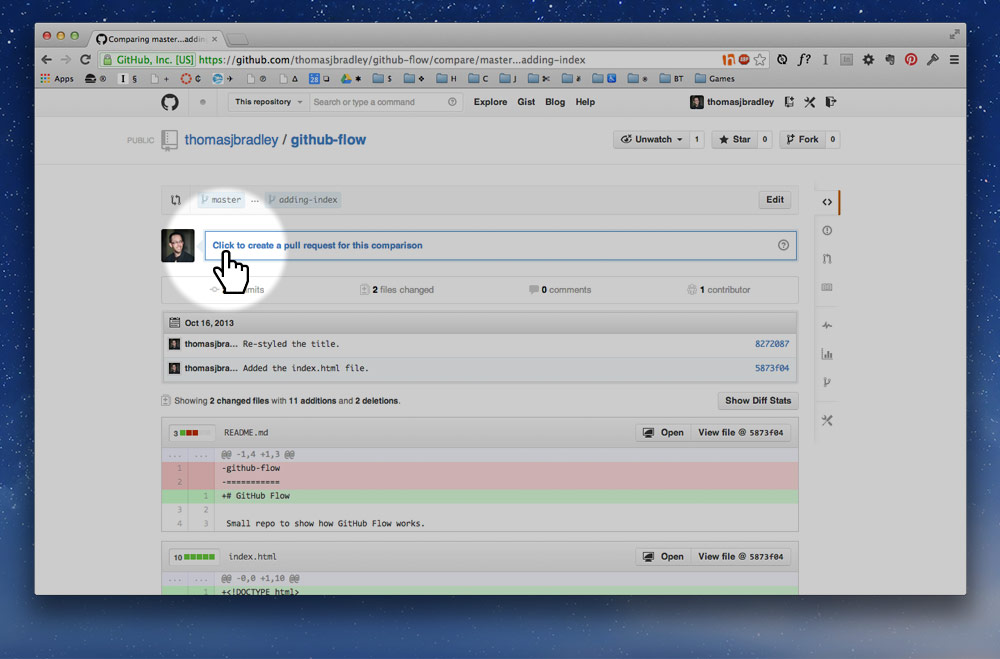 Comparing master...addin
GitHub, Inc. [US] https://github.com/thomasjbradley/github-flow/compare/master...adding-index
Apps S H C J # BT Games
This repository Search or type a command Explore Gist Blog Help thomasjbradley
PUBLIC thomasjbradley / github-flow Unwatch 1 Star 0 Fork 0
master ... adding-index Edit
Click to create a pull request for this comparison
mits 2 files changed 0 comments 1 contributor
Oct 16, 2013
thomasjbra... Re-styled the title. 8272087
thomasjbra... Added the index.html file. 5873f04
Showing 2 changed files with 11 additions and 2 deletions. Show Diff Stats
3 README.md Open View file @ 5873f04
... ... @@ -1,4 +1,3 @@
1 -github-flow
2 -===========
1 +# GitHub Flow
3 2
4 3 Small repo to show how GitHub Flow works.
10 index.html Open View file @ 5873f04
... ... @@ -0,0 +1,10 @@
1 +<!DOCTYPE html>